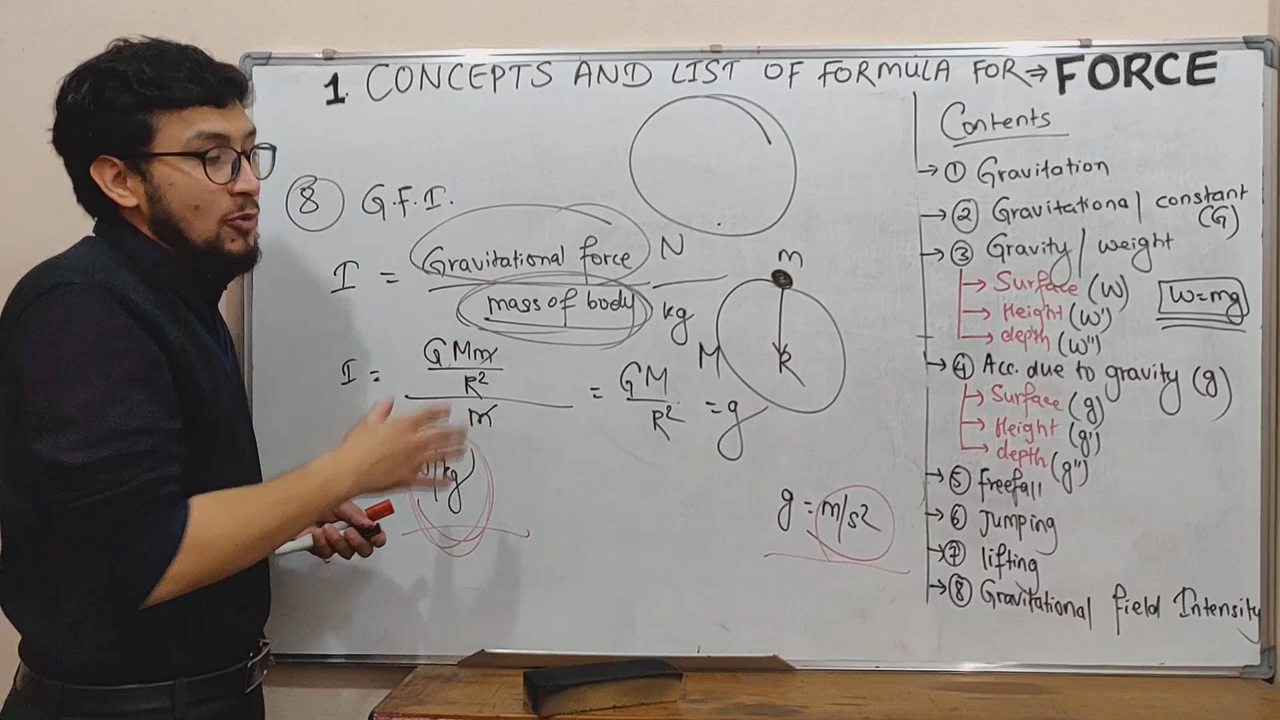 1. CONCEPTS AND LIST OF FORMULA FOR→ FORCE
⑧ G.F.I.
I = Gravitational force / mass of body N / kg
I = GMm/R² / m = GM/R² = g
/kg
m
M
R
g = m/s²
Contents
→ ① Gravitation
→ ② Gravitational constant
(G)
→ ③ Gravity / weight
→ Surface (W)
→ Height (W')
→ depth (W'')
W=mg
→ ④ Acc. due to gravity (g)
→ Surface (g)
→ Height (g')
→ depth (g'')
→ ⑤ freefall
→ ⑥ Jumping
→ ⑦ lifting
→ ⑧ Gravitational field Intensity